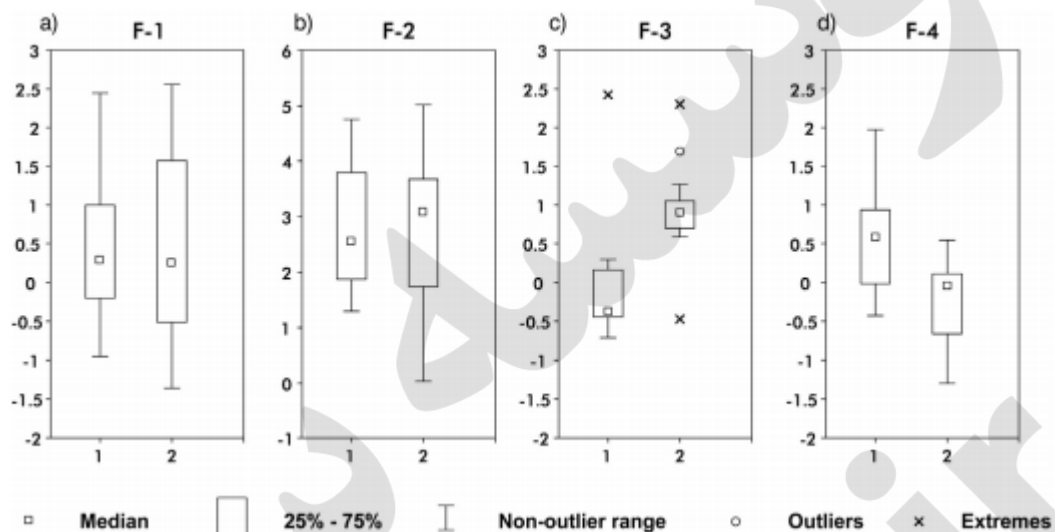 a) F-1 b) F-2 c) F-3 d) F-4
3 6 3 3
2.5 5 2.5 2.5
2 4 2 2
1.5 3 1.5 1.5
1 2 1 1
0.5 1 0.5 0.5
0 0 0 0
-0.5 -1 -0.5 -0.5
-1 -1 -1
-1.5 -1.5 -1.5
-2 -2 -2
1 2 1 2 1 2 1 2
Median 25% - 75% Non-outlier range Outliers Extremes